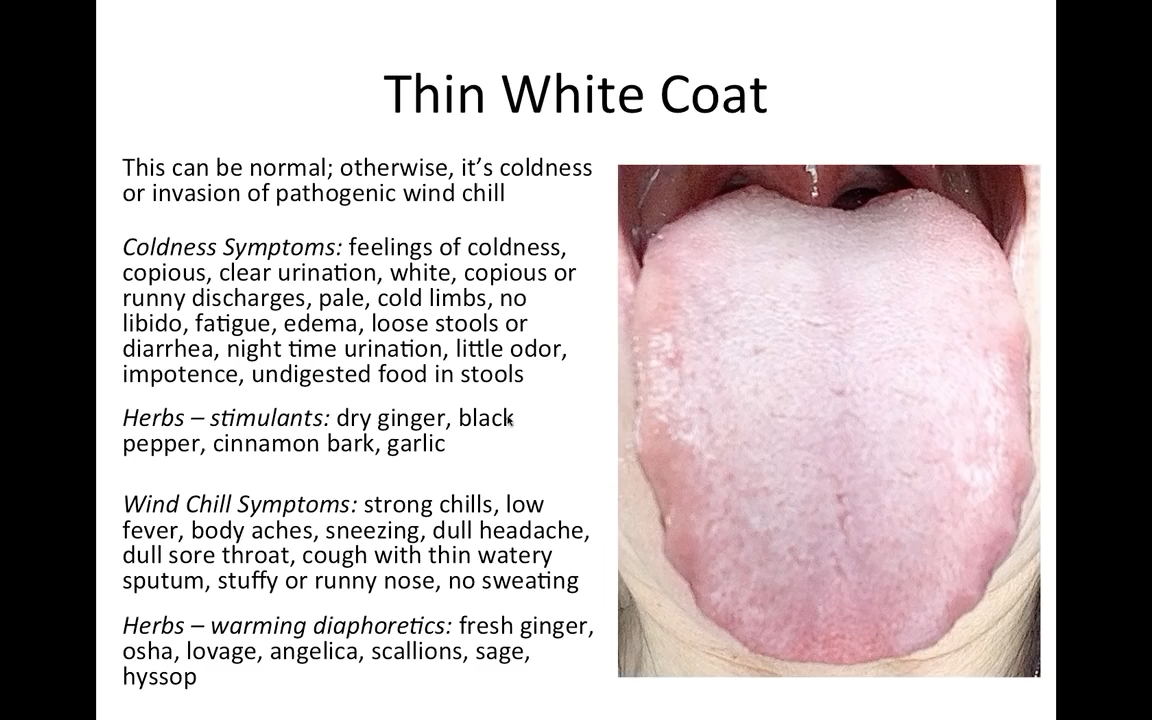 Thin White Coat
This can be normal; otherwise, it’s coldness
or invasion of pathogenic wind chill
Coldness Symptoms: feelings of coldness,
copious, clear urination, white, copious or
runny discharges, pale, cold limbs, no
libido, fatigue, edema, loose stools or
diarrhea, night time urination, little odor,
impotence, undigested food in stools
Herbs – stimulants: dry ginger, black
pepper, cinnamon bark, garlic
Wind Chill Symptoms: strong chills, low
fever, body aches, sneezing, dull headache,
dull sore throat, cough with thin watery
sputum, stuffy or runny nose, no sweating
Herbs – warming diaphoretics: fresh ginger,
osha, lovage, angelica, scallions, sage,
hyssop